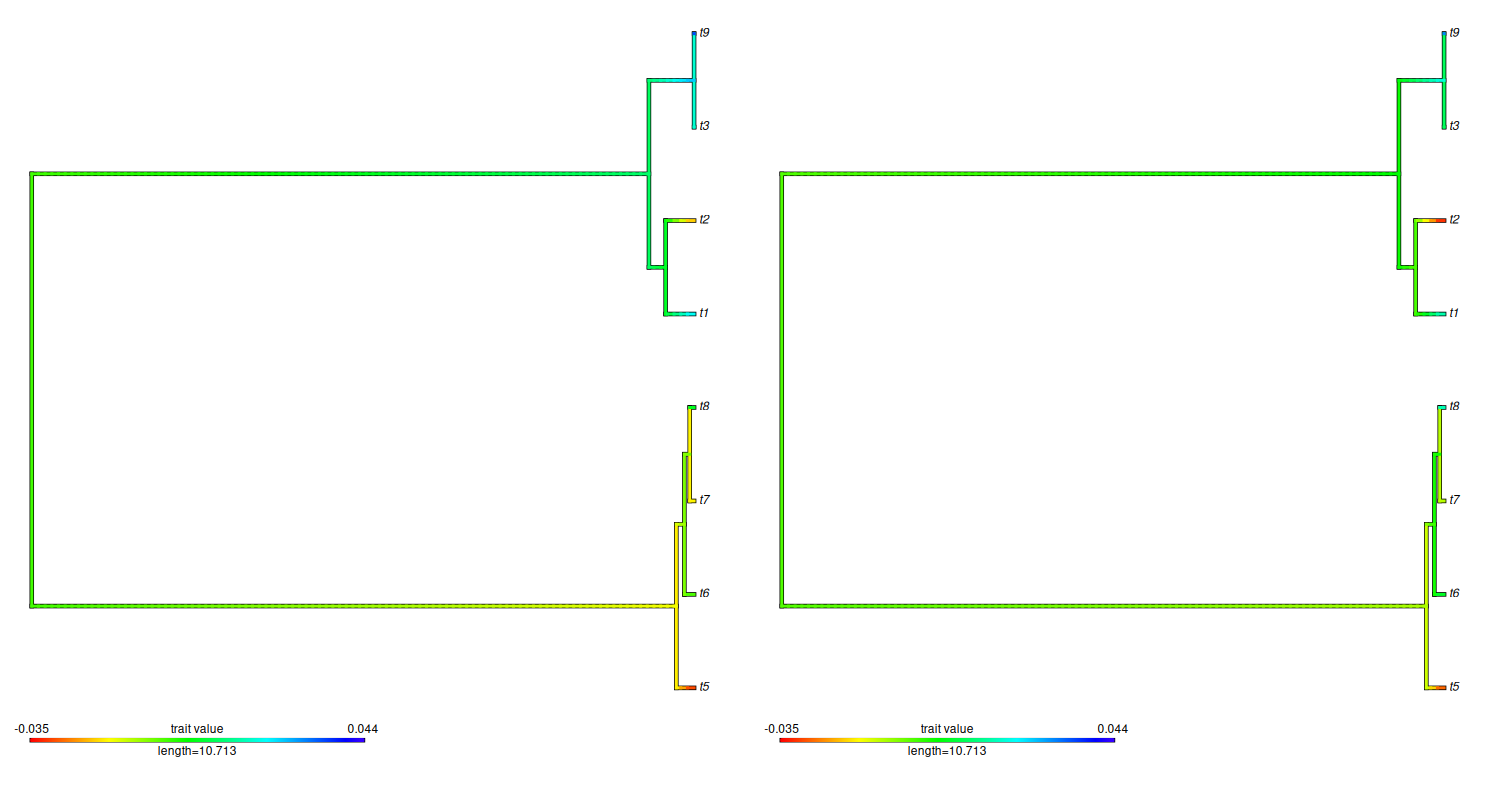 t9
t3
t2
t1
t8
t7
t6
t5
-0.035 trait value 0.044
length=10.713
t9
t3
t2
t1
t8
t7
t6
t5
-0.035 trait value 0.044
length=10.713